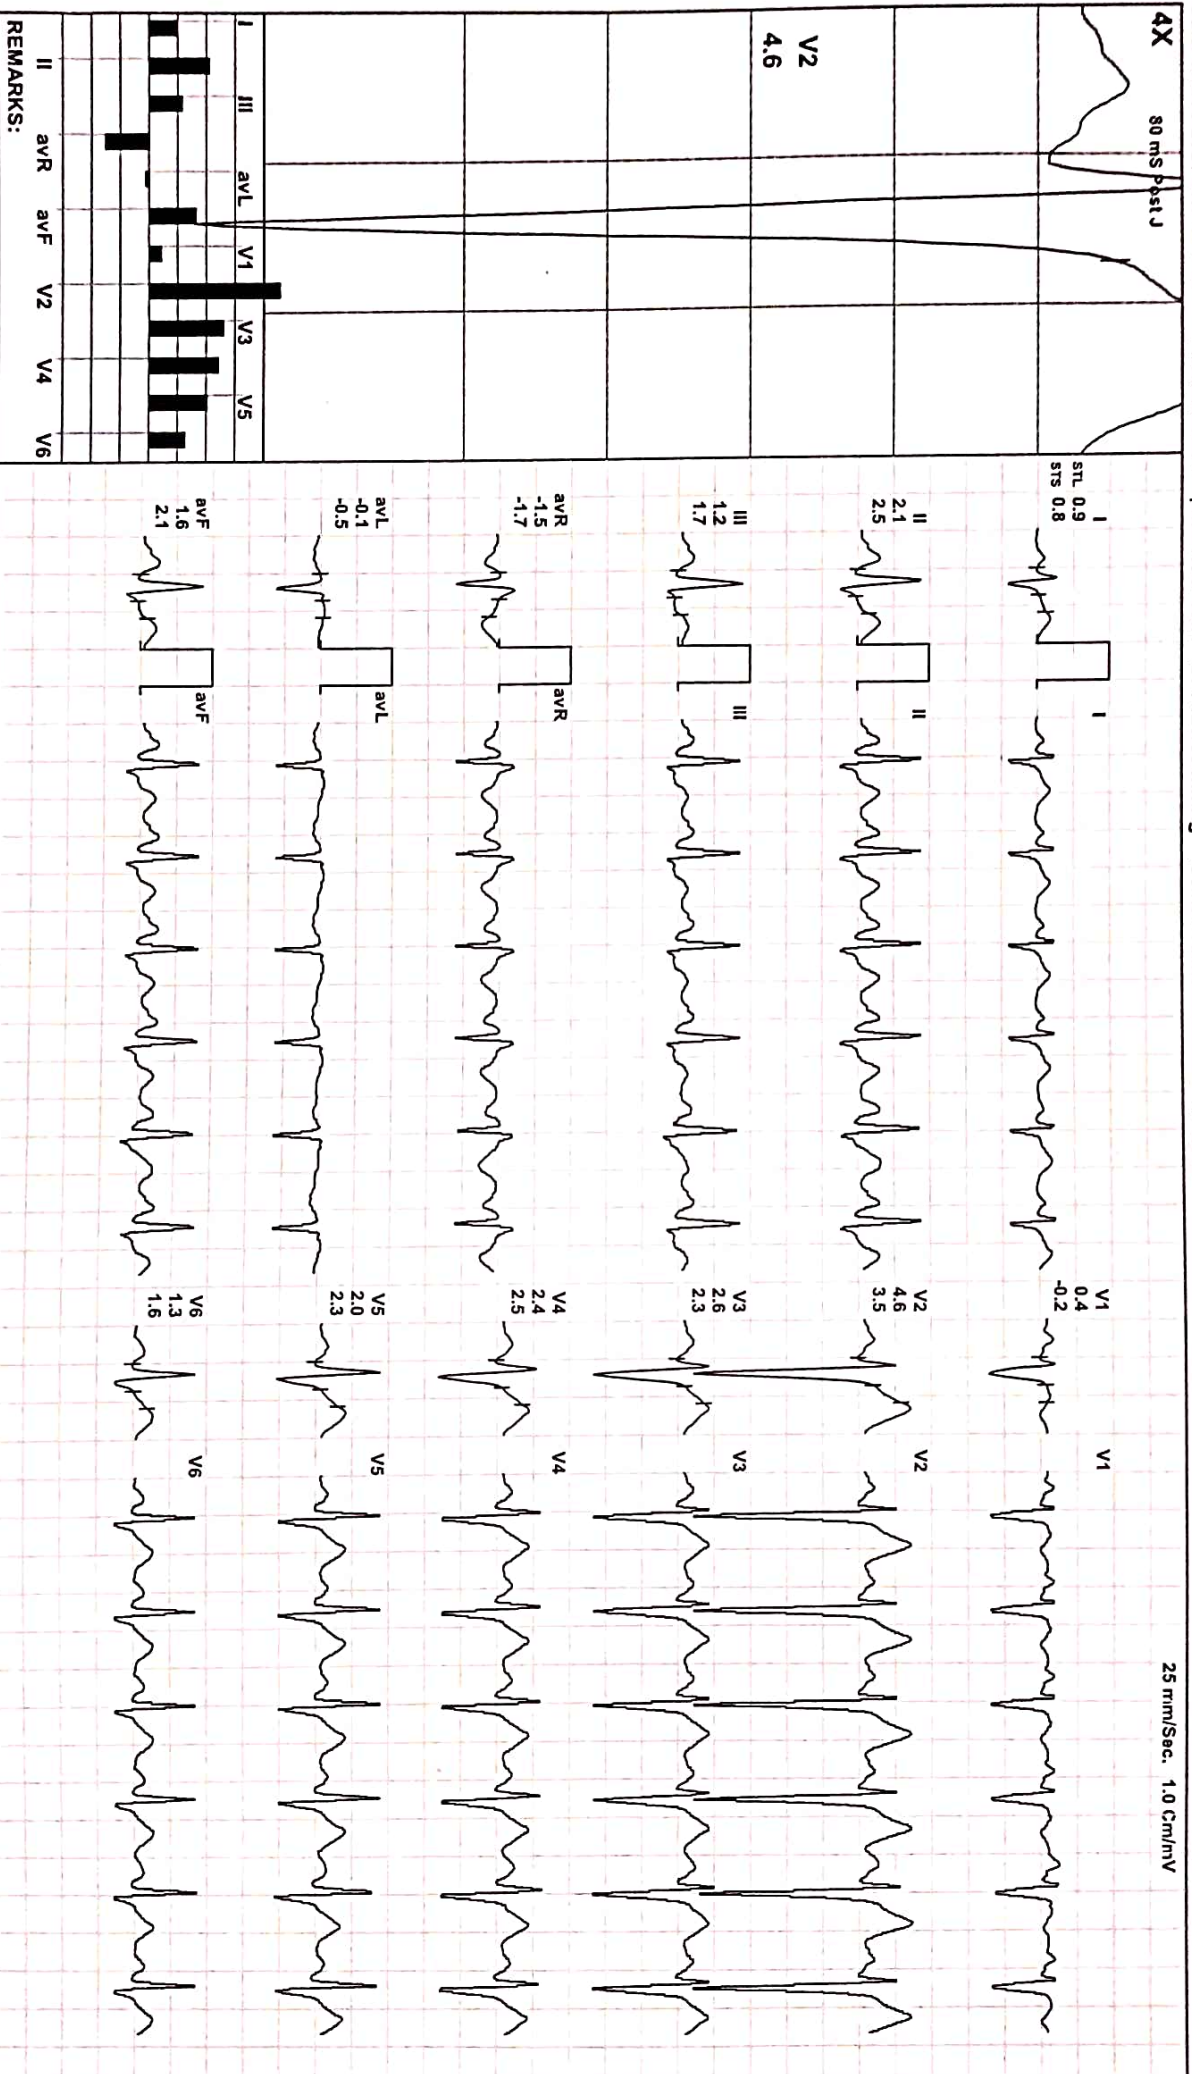 4X
80 mS Post J
25 mm/Sec. 1.0 Cm/mV
V2
4.6
I
STL 0.9
STS 0.8
I
V1
0.4
-0.2
V1
II
2.1
2.5
II
V2
4.6
3.5
V2
III
1.2
1.7
III
V3
2.6
2.3
V3
avR
-1.5
-1.7
avR
V4
2.4
2.5
V4
avL
-0.1
-0.5
avL
V5
2.0
2.3
V5
avF
1.6
2.1
avF
V6
1.3
1.6
V6
I III avL V1 V3 V5
II avR avF V2 V4 V6
REMARKS: